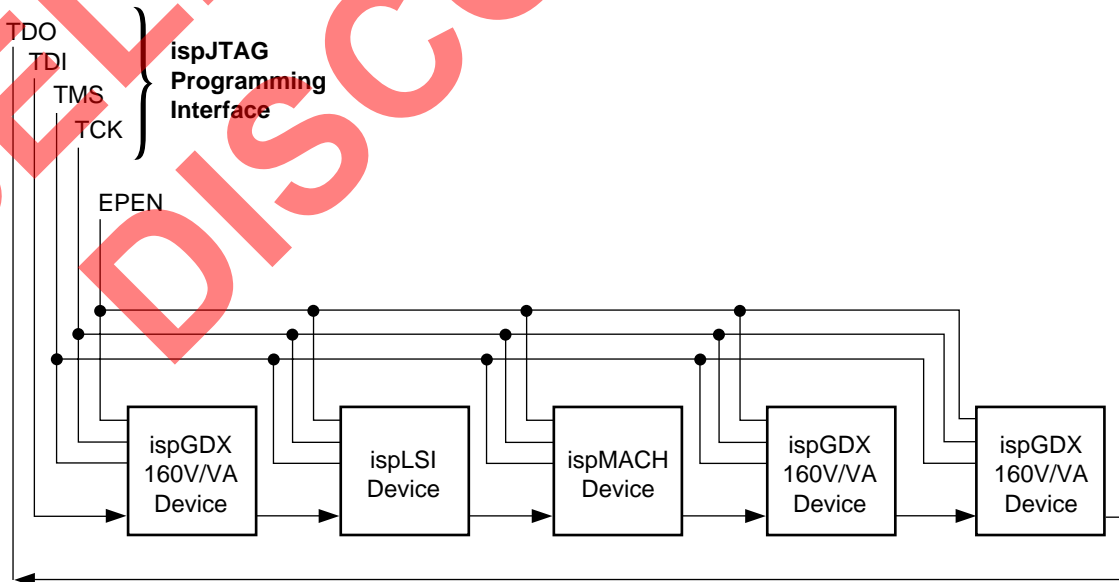 TDO
TDI
TMS
TCK
ispJTAG
Programming
Interface
EPEN
ispGDX
160V/VA
Device
ispLSI
Device
ispMACH
Device
ispGDX
160V/VA
Device
ispGDX
160V/VA
Device
DISCO